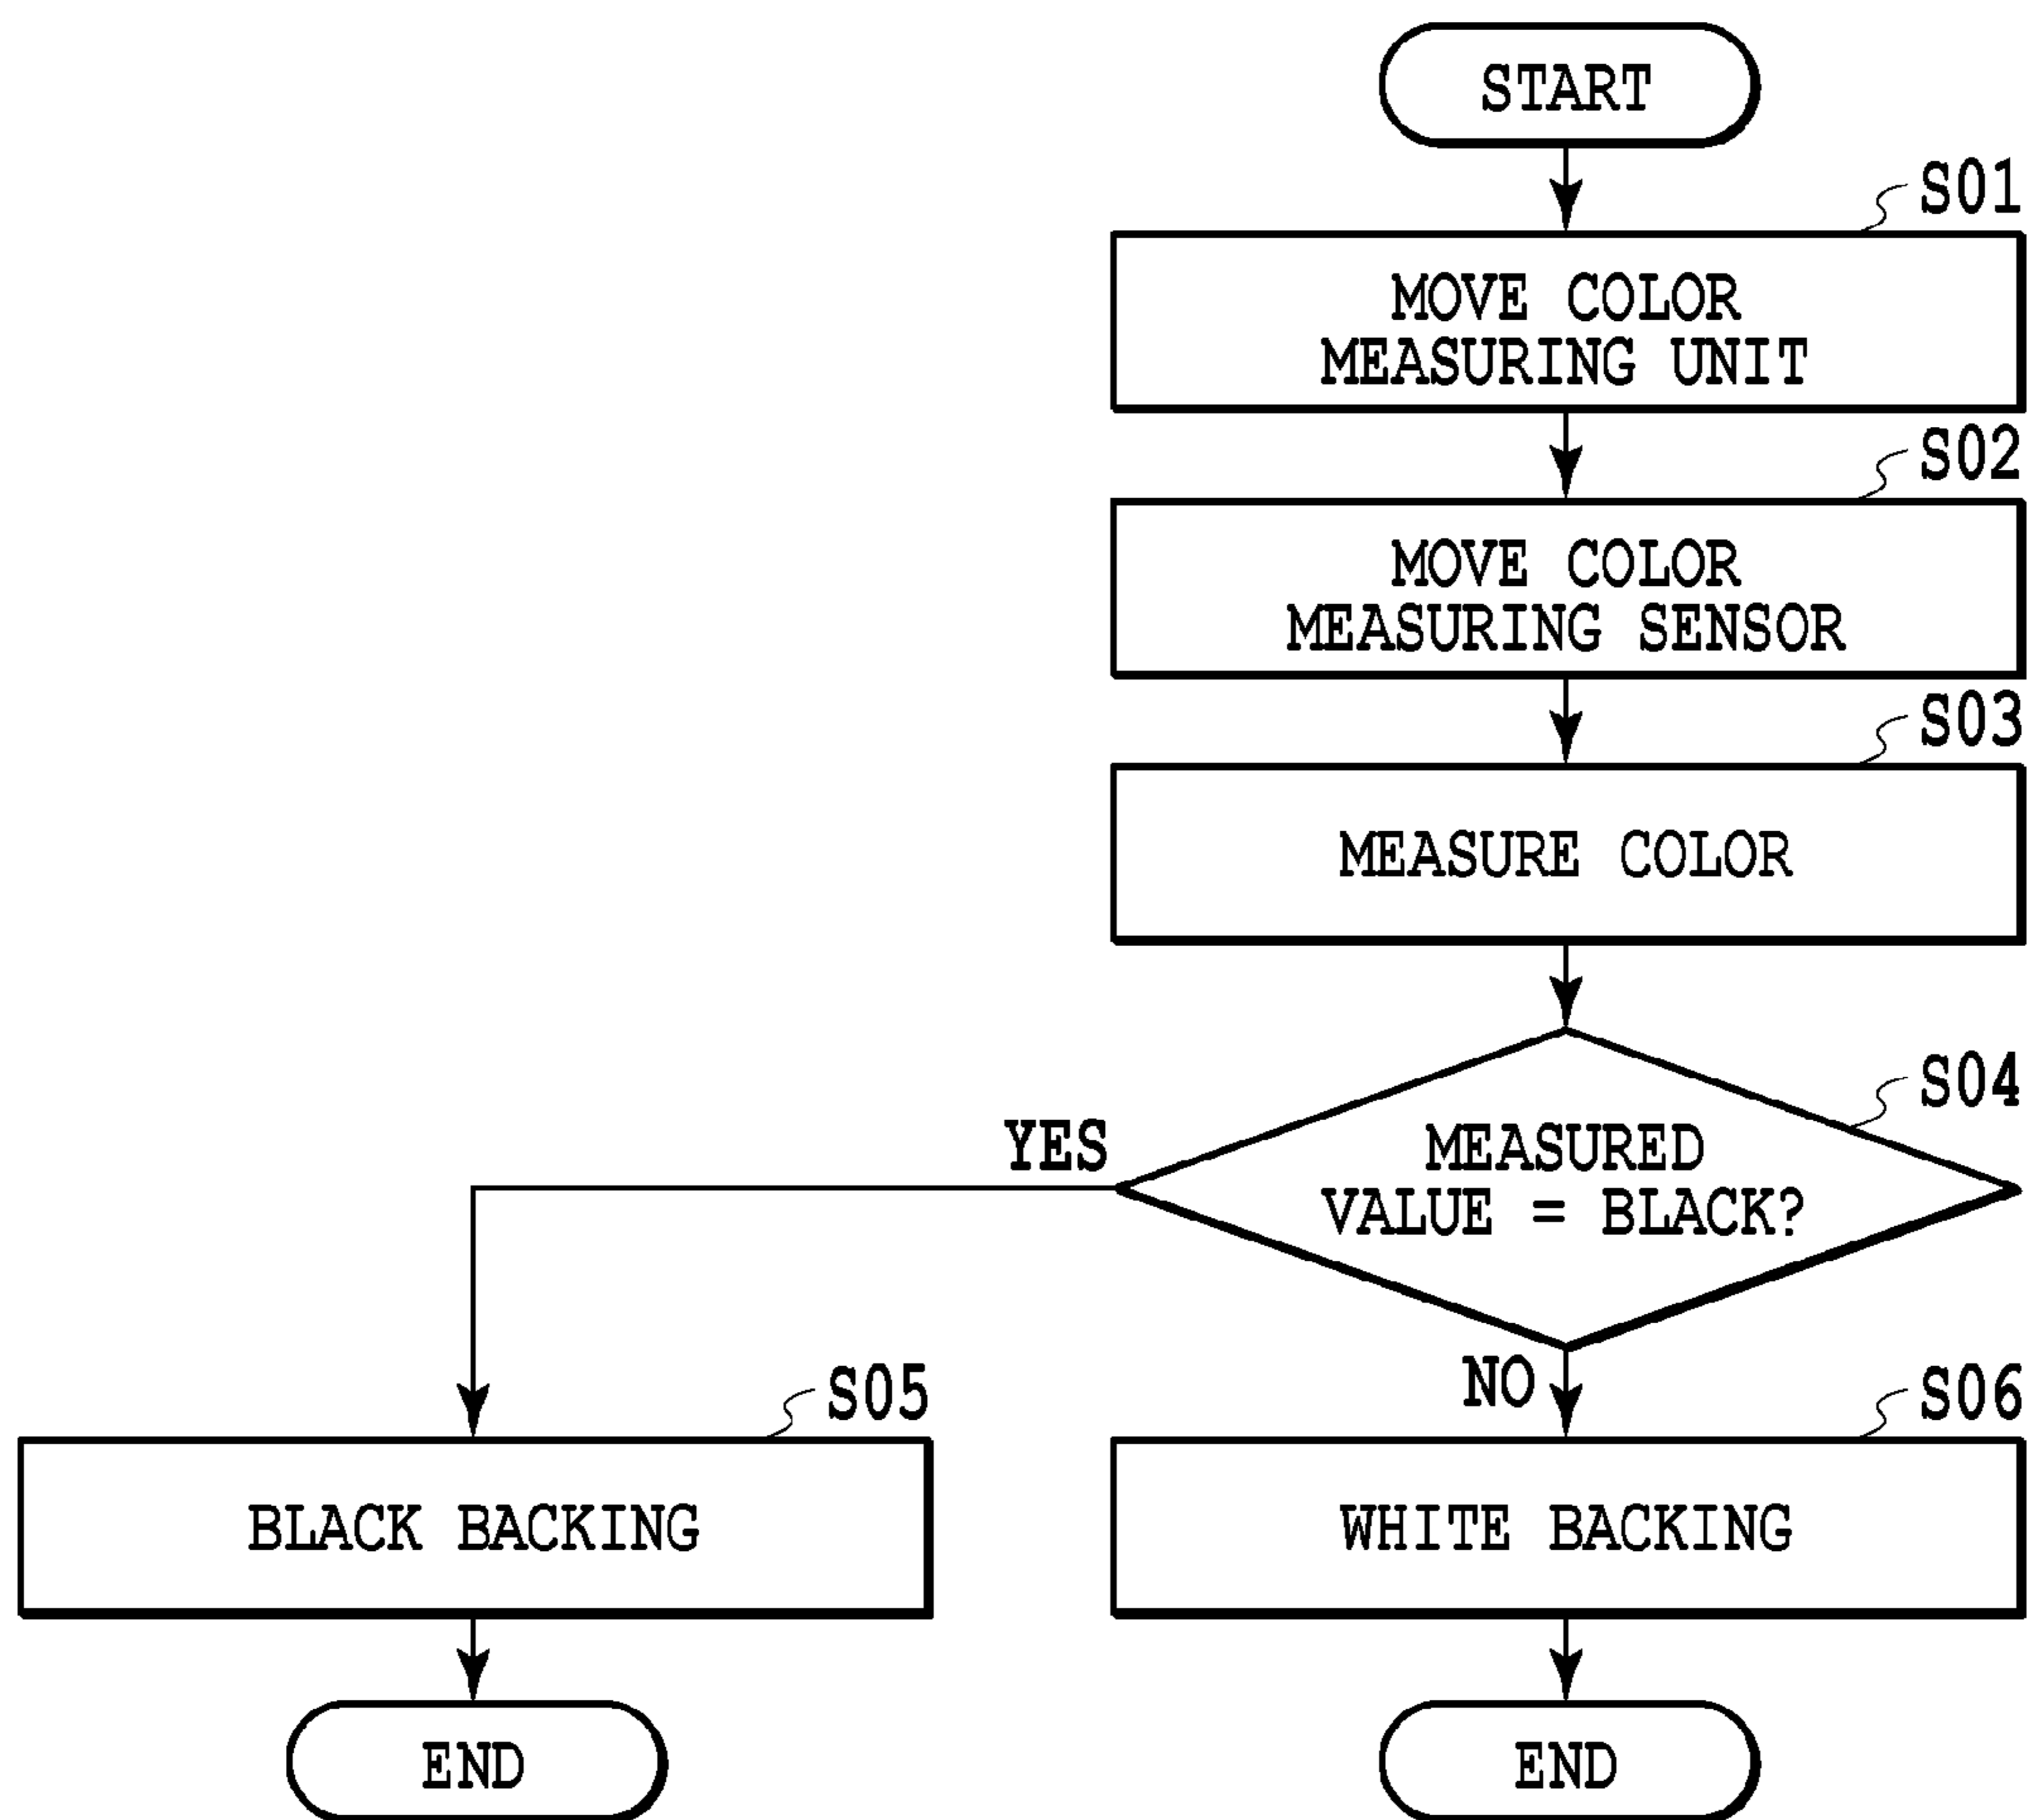 START
S01
MOVE COLOR
MEASURING UNIT
S02
MOVE COLOR
MEASURING SENSOR
S03
MEASURE COLOR
S04
MEASURED
VALUE = BLACK?
YES
NO
S05
BLACK BACKING
S06
WHITE BACKING
END
END